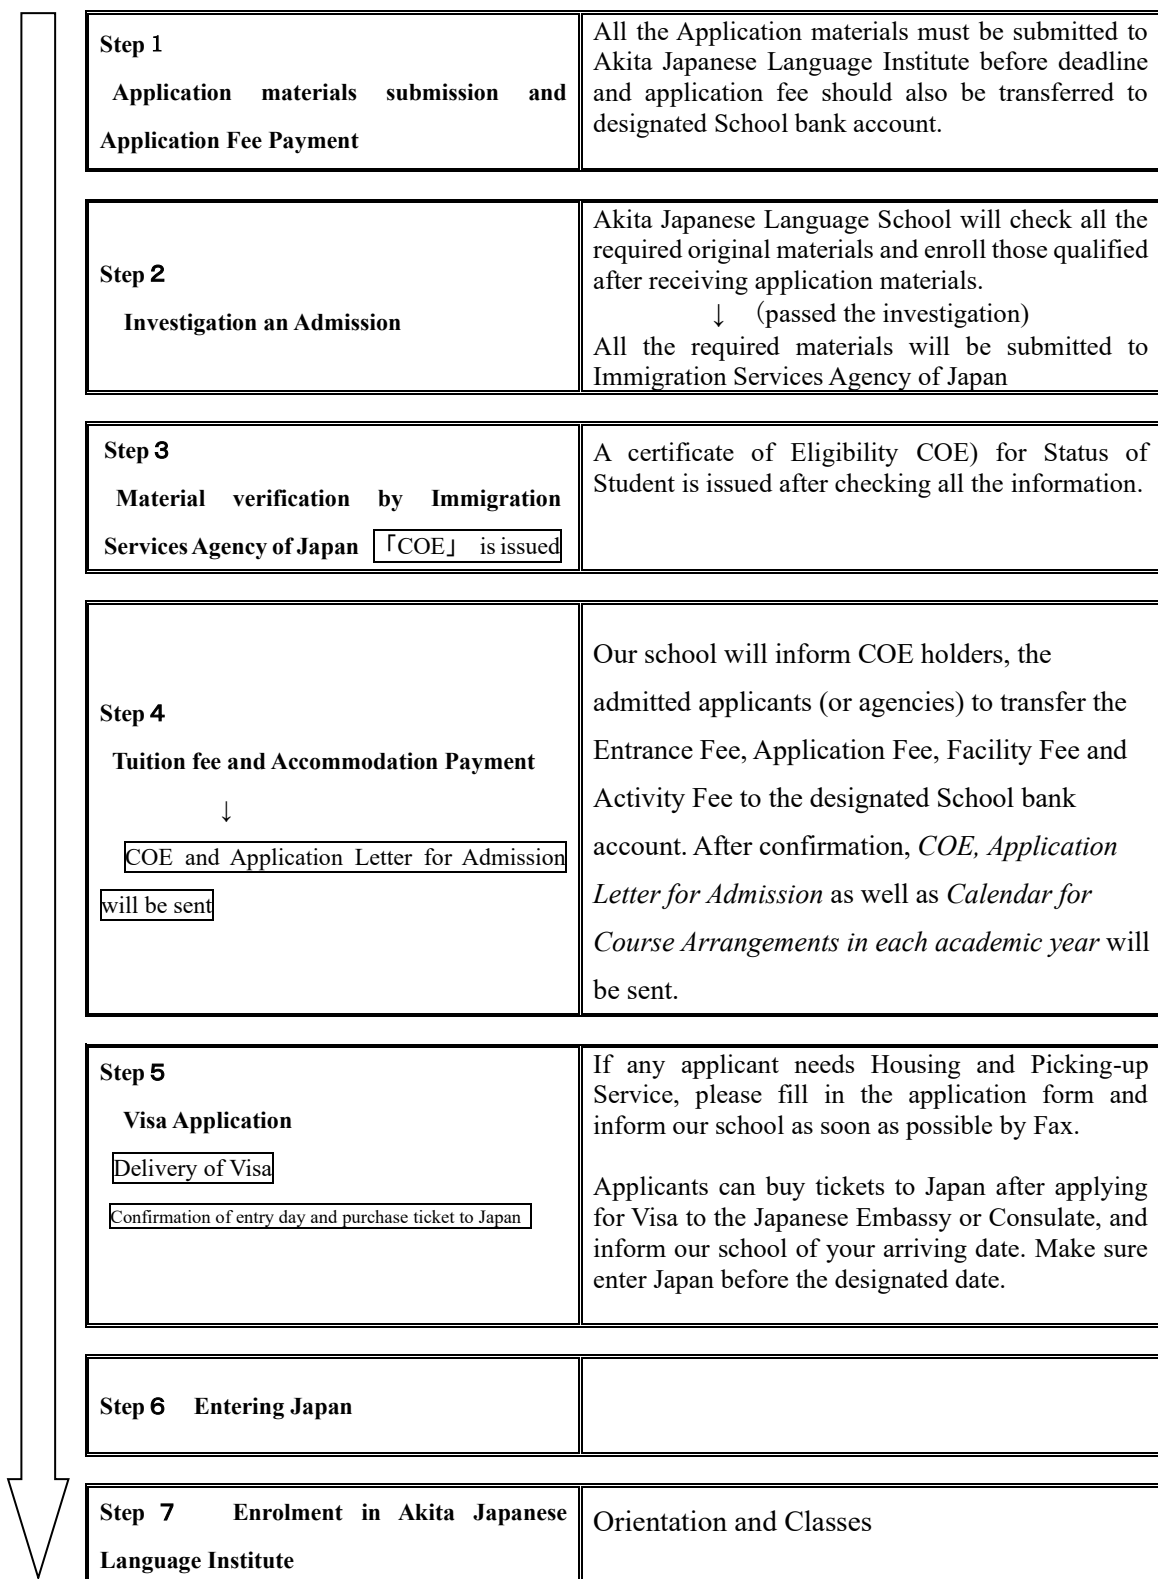 Step 1
Application materials submission and
Application Fee Payment
All the Application materials must be submitted to
Akita Japanese Language Institute before deadline
and application fee should also be transferred to
designated School bank account.
Step 2
Investigation an Admission
Akita Japanese Language School will check all the
required original materials and enroll those qualified
after receiving application materials.
↓ (passed the investigation)
All the required materials will be submitted to
Immigration Services Agency of Japan
Step 3
Material verification by Immigration
Services Agency of Japan 「COE」 is issued
A certificate of Eligibility COE) for Status of
Student is issued after checking all the information.
Step 4
Tuition fee and Accommodation Payment
↓
COE and Application Letter for Admission
will be sent
Our school will inform COE holders, the
admitted applicants (or agencies) to transfer the
Entrance Fee, Application Fee, Facility Fee and
Activity Fee to the designated School bank
account. After confirmation, COE, Application
Letter for Admission as well as Calendar for
Course Arrangements in each academic year will
be sent.
Step 5
Visa Application
Delivery of Visa
Confirmation of entry day and purchase ticket to Japan
If any applicant needs Housing and Picking-up
Service, please fill in the application form and
inform our school as soon as possible by Fax.
Applicants can buy tickets to Japan after applying
for Visa to the Japanese Embassy or Consulate, and
inform our school of your arriving date. Make sure
enter Japan before the designated date.
Step 6 Entering Japan
Step 7 Enrolment in Akita Japanese
Language Institute
Orientation and Classes